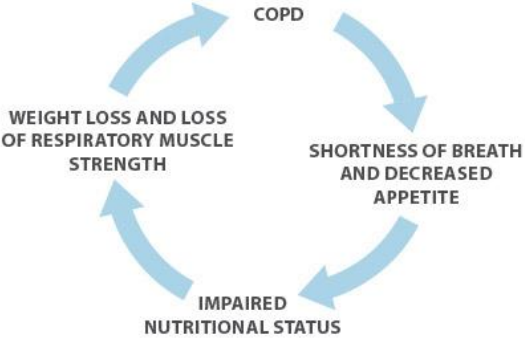 COPD
SHORTNESS OF BREATH
AND DECREASED
APPETITE
IMPAIRED
NUTRITIONAL STATUS
WEIGHT LOSS AND LOSS
OF RESPIRATORY MUSCLE
STRENGTH